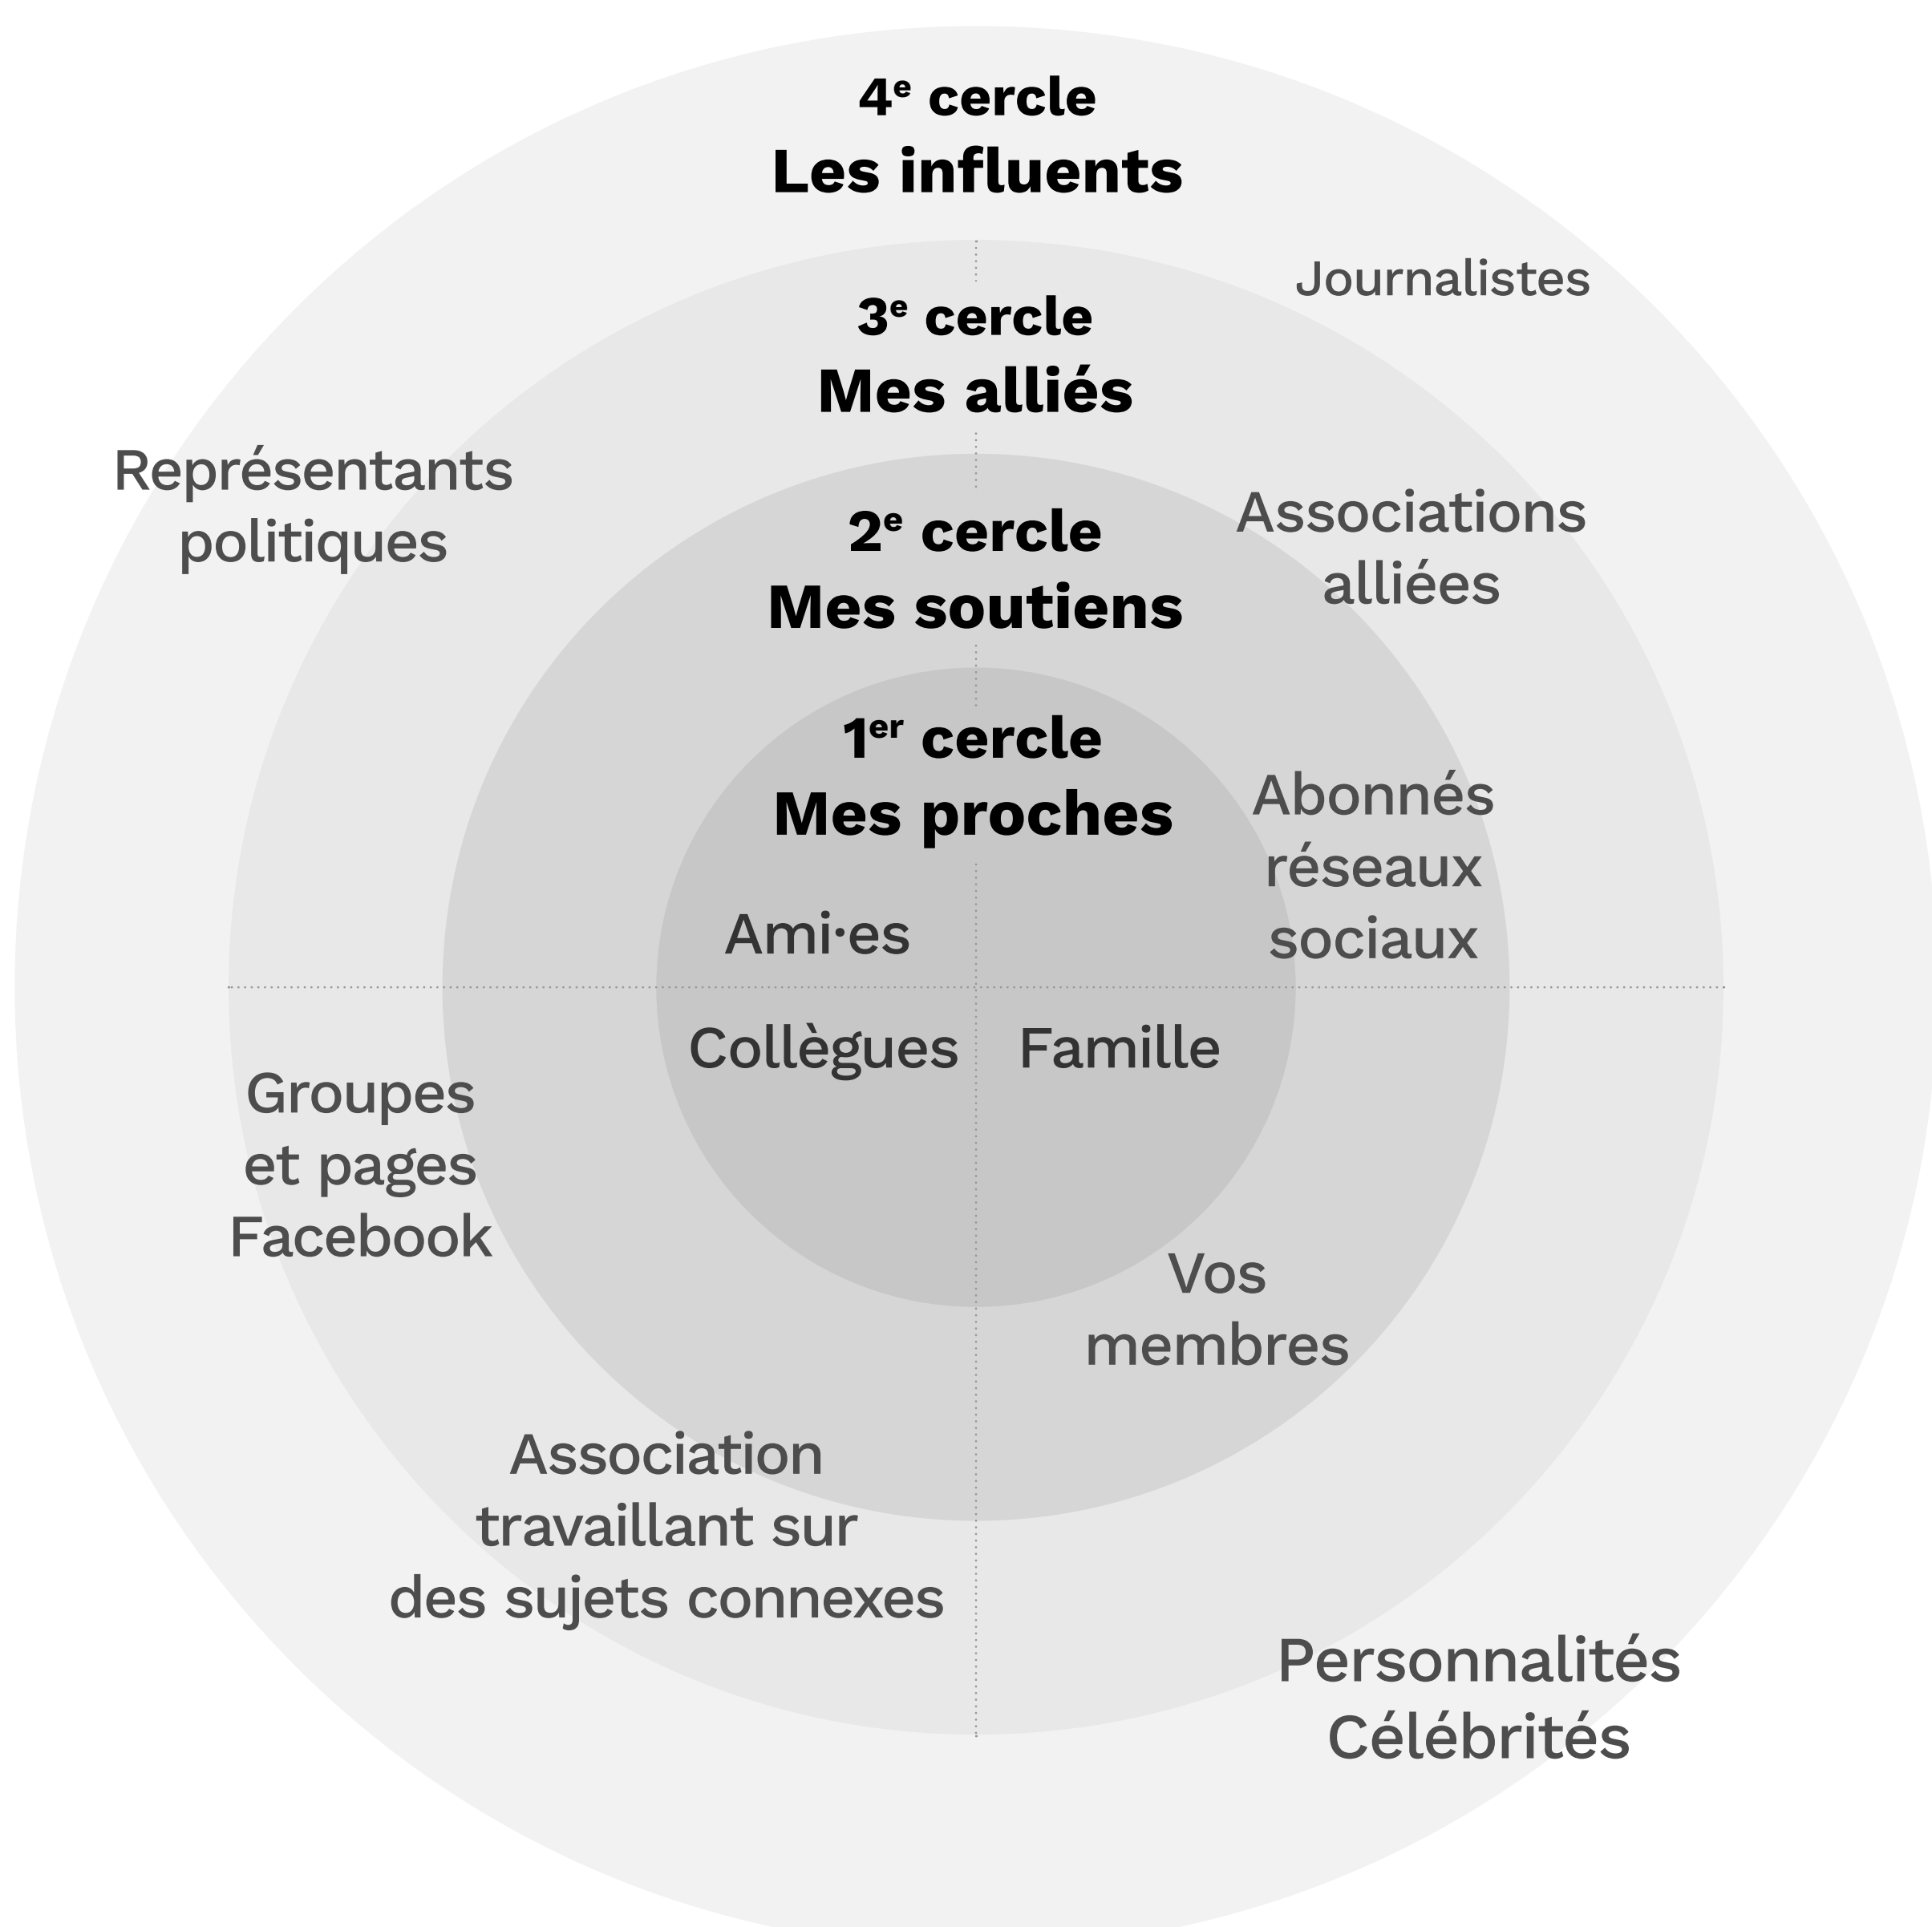 4e cercle
Les influents
Journalistes
3e cercle
Mes alliés
Représentants
politiques
Associations
alliées
2e cercle
Mes soutiens
1er cercle
Mes proches
Abonnés
réseaux
sociaux
Ami·es
Collègues
Famille
Groupes
et pages
Facebook
Vos
membres
Association
travaillant sur
des sujets connexes
Personnalités
Célébrités